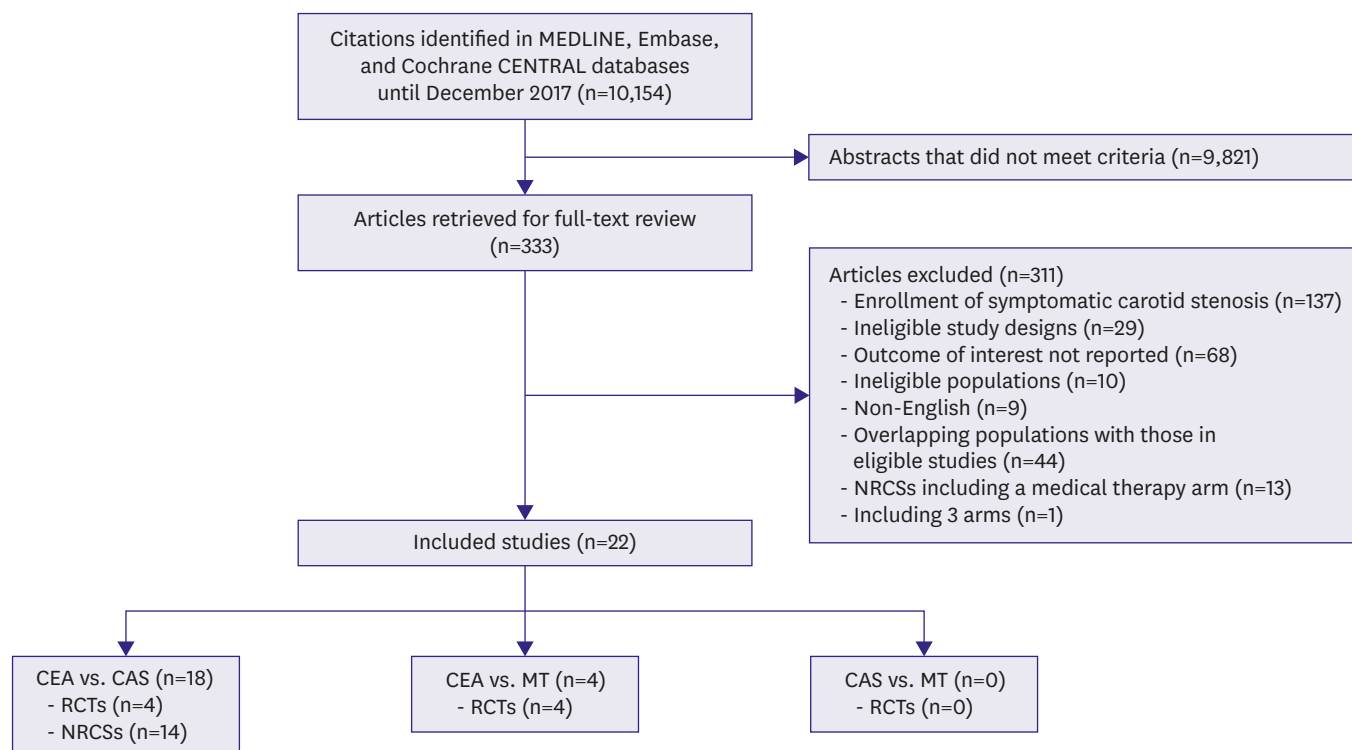 Citations identified in MEDLINE, Embase,
and Cochrane CENTRAL databases
until December 2017 (n=10,154)
Abstracts that did not meet criteria (n=9,821)
Articles retrieved for full-text review
(n=333)
Articles excluded (n=311)
- Enrollment of symptomatic carotid stenosis (n=137)
- Ineligible study designs (n=29)
- Outcome of interest not reported (n=68)
- Ineligible populations (n=10)
- Non-English (n=9)
- Overlapping populations with those in
eligible studies (n=44)
- NRCSs including a medical therapy arm (n=13)
- Including 3 arms (n=1)
Included studies (n=22)
CEA vs. CAS (n=18)
- RCTs (n=4)
- NRCSs (n=14)
CEA vs. MT (n=4)
- RCTs (n=4)
CAS vs. MT (n=0)
- RCTs (n=0)